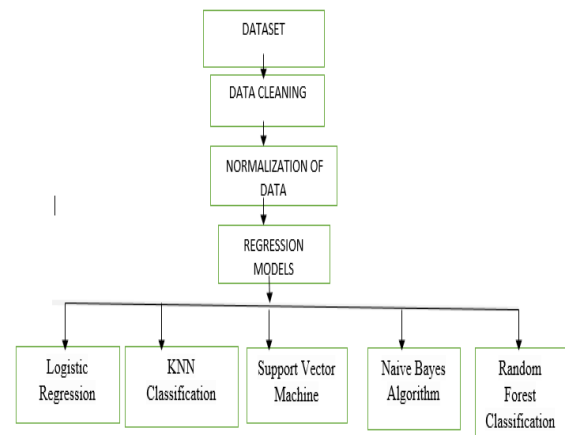 DATASET
DATA CLEANING
NORMALIZATION OF
DATA
REGRESSION
MODELS
Logistic
Regression
KNN
Classification
Support Vector
Machine
Naive Bayes
Algorithm
Random
Forest
Classification